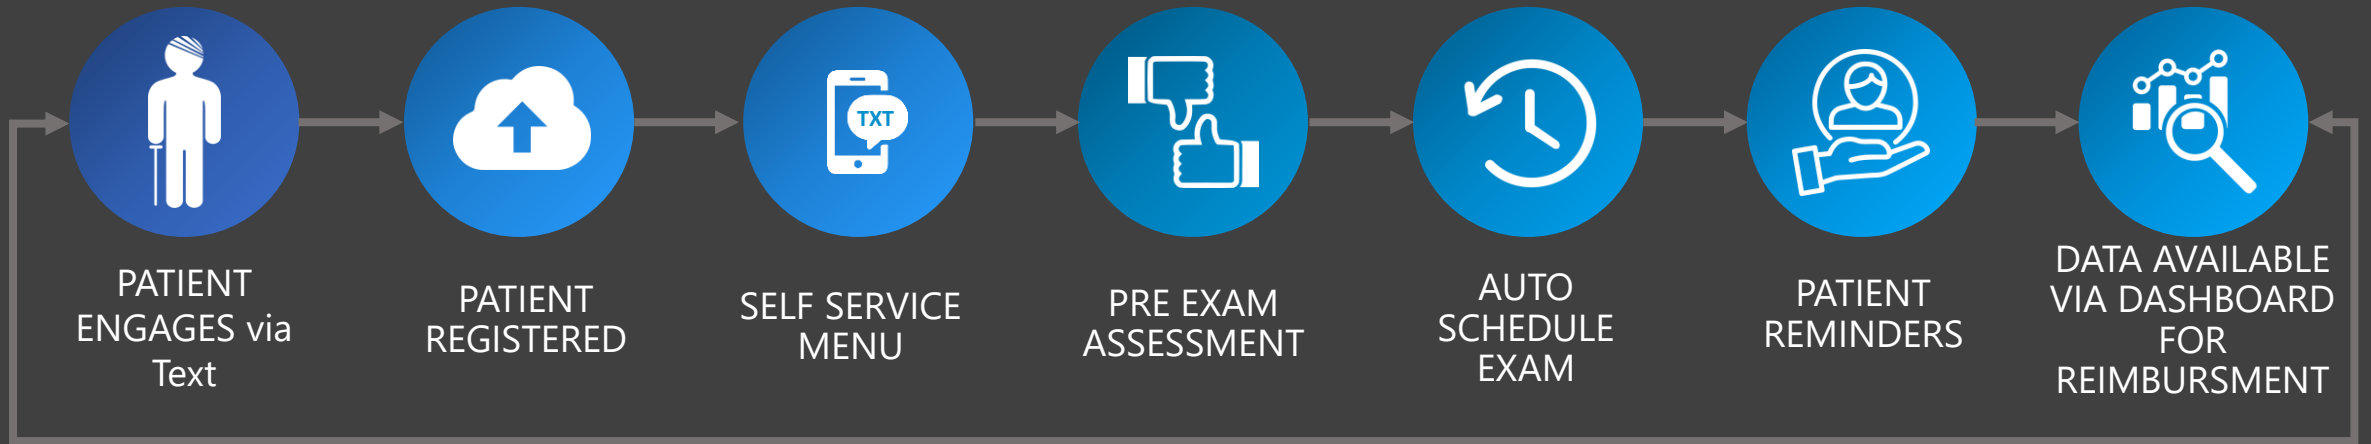 PATIENT
ENGAGES via
Text
PATIENT
REGISTERED
TXT
SELF SERVICE
MENU
PRE EXAM
ASSESSMENT
AUTO
SCHEDULE
EXAM
PATIENT
REMINDERS
DATA AVAILABLE
VIA DASHBOARD
FOR
REIMBURSMENT